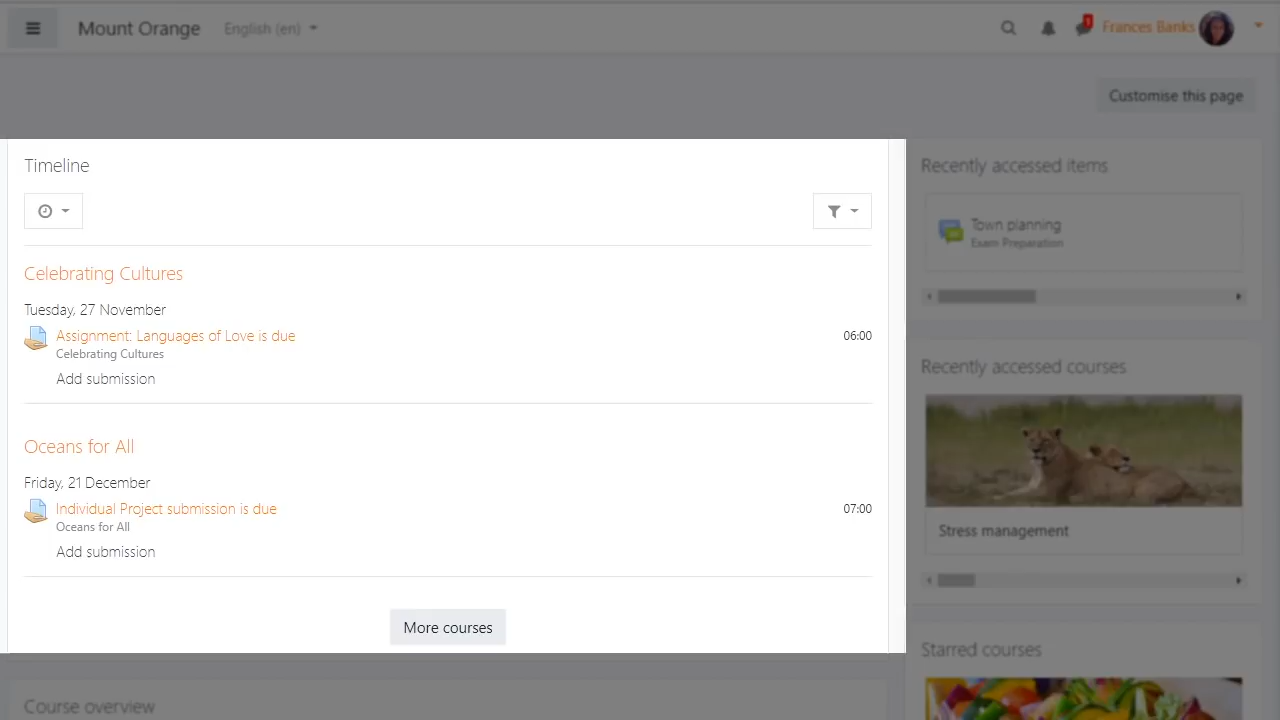 Mount Orange
English (en)
1
Frances Banks
Customise this page
Timeline
Celebrating Cultures
Tuesday, 27 November
Assignment: Languages of Love is due
06:00
Celebrating Cultures
Add submission
Oceans for All
Friday, 21 December
Individual Project submission is due
07:00
Oceans for All
Add submission
More courses
Course overview
Recently accessed items
Town planning
Exam Preparation
Recently accessed courses
Stress management
Starred courses